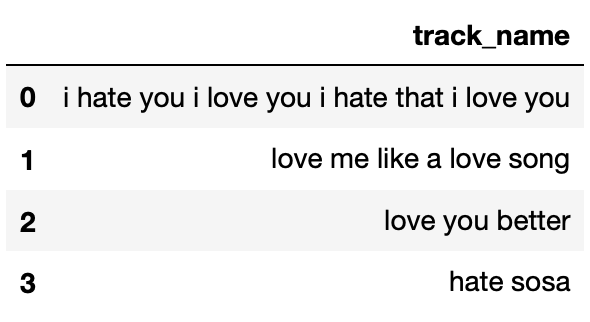 track_name
0 i hate you i love you i hate that i love you
1 love me like a love song
2 love you better
3 hate sosa